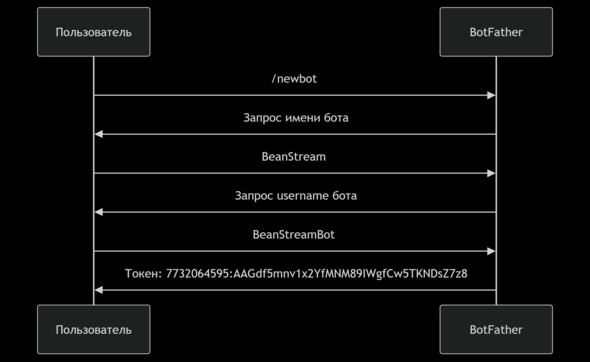 Пользователь
BotFather
/newbot
Запрос имени бота
BeanStream
Запрос username бота
BeanStreamBot
Токен: 7732064595:AAGdf5mnv1x2YfMNM89IWgfCw5TKNDsZ7z8
Пользователь
BotFather